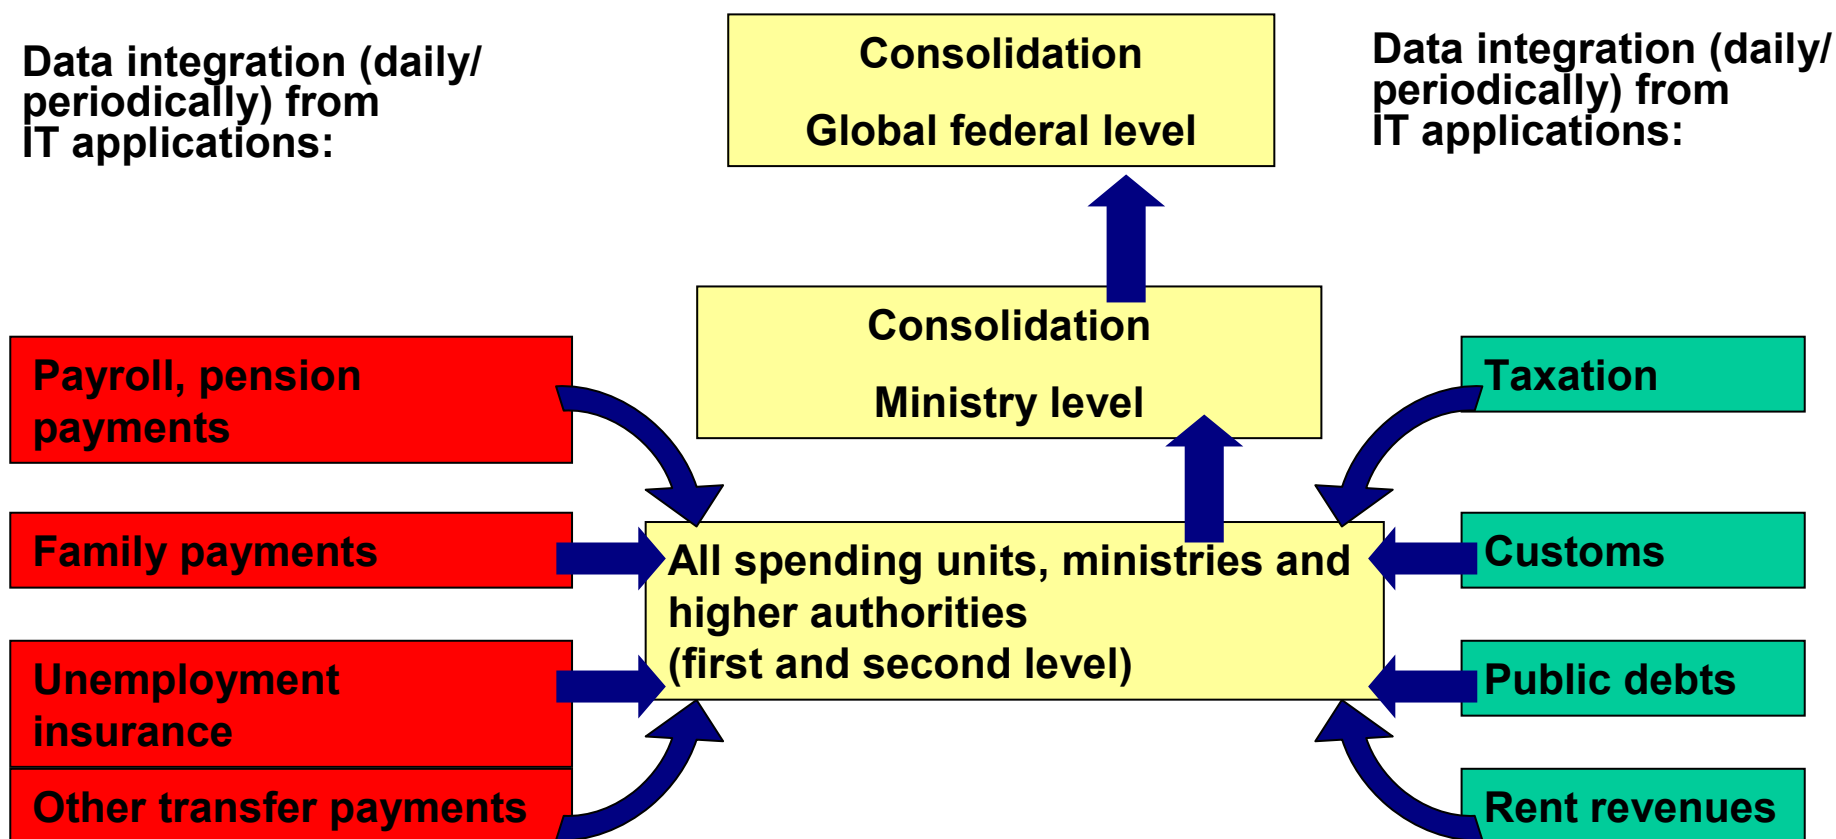 Data integration (daily/
periodically) from
IT applications:
Consolidation
Global federal level
Data integration (daily/
periodically) from
IT applications:
Consolidation
Ministry level
Payroll, pension
payments
Family payments
Unemployment
insurance
Other transfer payments
All spending units, ministries and
higher authorities
(first and second level)
Taxation
Customs
Public debts
Rent revenues